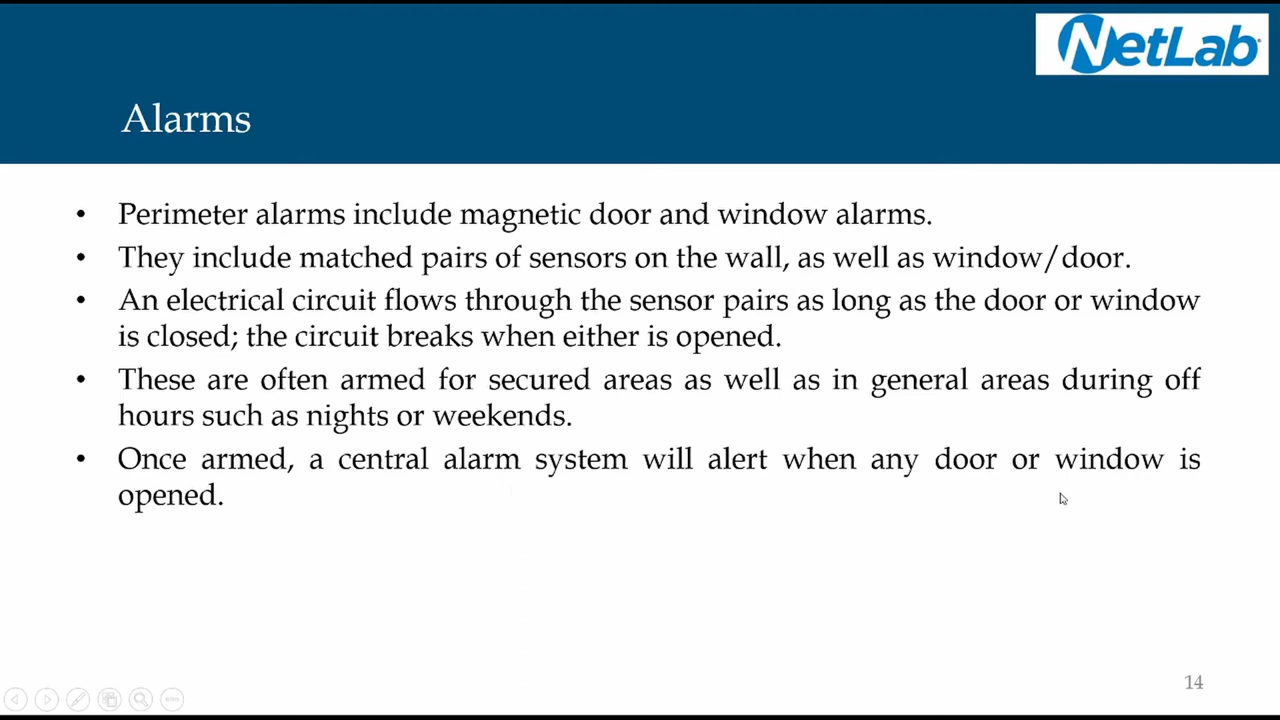 NetLab
Alarms
• Perimeter alarms include magnetic door and window alarms.
• They include matched pairs of sensors on the wall, as well as window/door.
• An electrical circuit flows through the sensor pairs as long as the door or window
is closed; the circuit breaks when either is opened.
• These are often armed for secured areas as well as in general areas during off
hours such as nights or weekends.
• Once armed, a central alarm system will alert when any door or window is
opened.
14